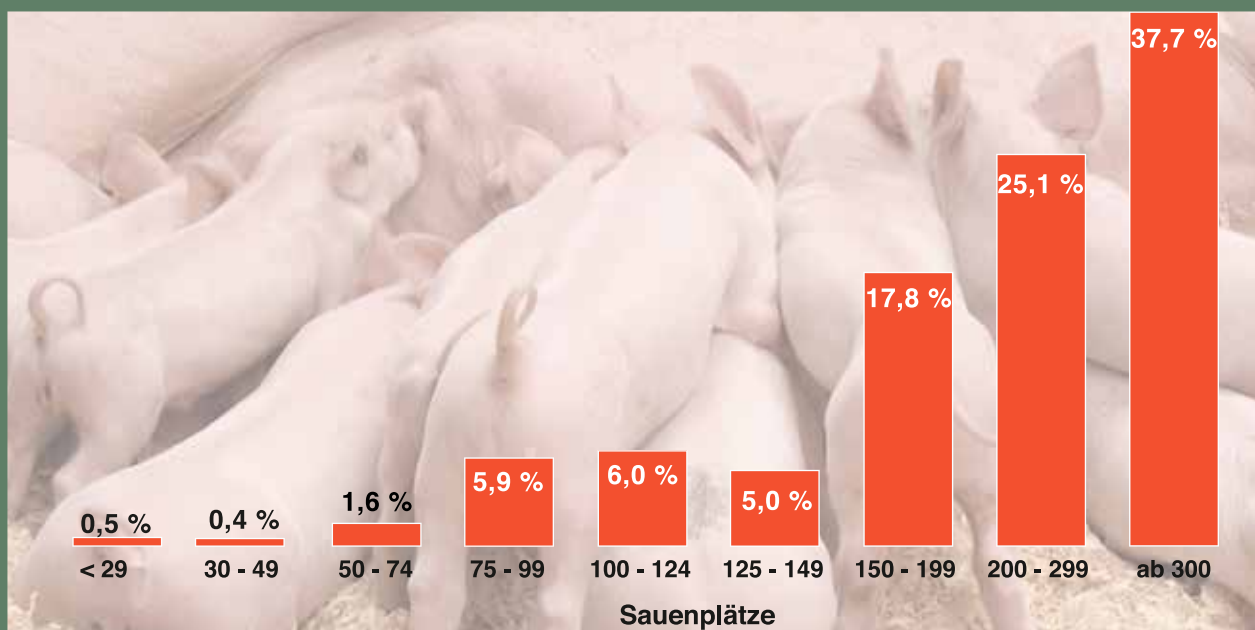 37,7 %
25,1 %
17,8 %
5,9 %
6,0 %
5,0 %
1,6 %
0,5 %
0,4 %
< 29
30 - 49
50 - 74
75 - 99
100 - 124
125 - 149
150 - 199
200 - 299
ab 300
Sauenplätze